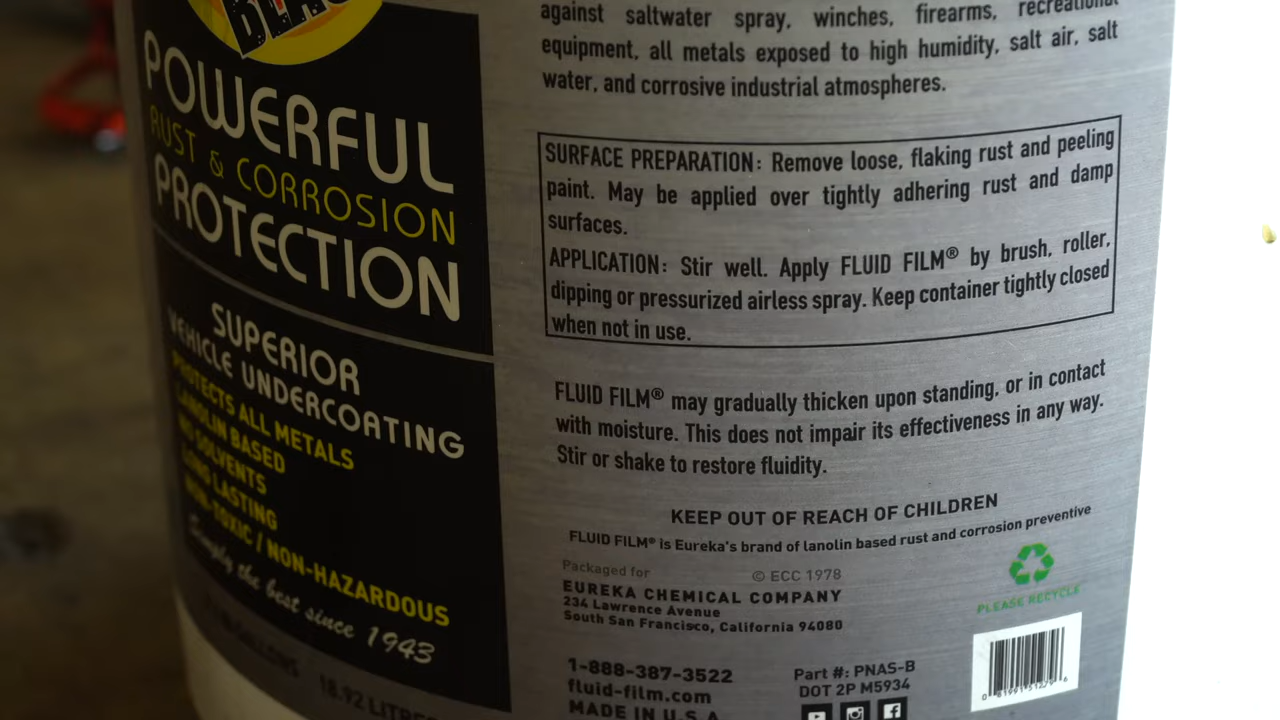 BLACK
POWERFUL
RUST & CORROSION
PROTECTION
SUPERIOR
VEHICLE UNDERCOATING
PROTECTS ALL METALS
LANOLIN BASED
NO SOLVENTS
LONG LASTING
NON-TOXIC / NON-HAZARDOUS
Simply the best since 1943
GALLONS 18.92 LITRES
against saltwater spray, winches, firearms, recreational
equipment, all metals exposed to high humidity, salt air, salt
water, and corrosive industrial atmospheres.
SURFACE PREPARATION: Remove loose, flaking rust and peeling
paint. May be applied over tightly adhering rust and damp
surfaces.
APPLICATION: Stir well. Apply FLUID FILM® by brush, roller,
dipping or pressurized airless spray. Keep container tightly closed
when not in use.
FLUID FILM® may gradually thicken upon standing, or in contact
with moisture. This does not impair its effectiveness in any way.
Stir or shake to restore fluidity.
KEEP OUT OF REACH OF CHILDREN
FLUID FILM® is Eureka's brand of lanolin based rust and corrosion preventive
Packaged for © ECC 1978
EUREKA CHEMICAL COMPANY
234 Lawrence Avenue
South San Francisco, California 94080
PLEASE RECYCLE
1-888-387-3522
fluid-film.com
MADE IN U.S.A.
Part #: PNAS-B
DOT 2P M5934